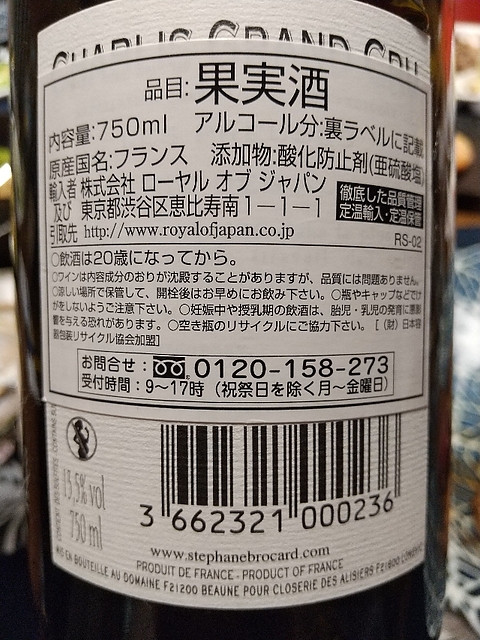 CHABLIS GRAND CRU
品目:果実酒
内容量:750ml アルコール分:裏ラベルに記載
原産国名:フランス 添加物:酸化防止剤(亜硫酸塩)
輸入者及び引取先 株式会社 ローヤル オブ ジャパン
東京都渋谷区恵比寿南1-1-1
http://www.royalofjapan.co.jp
徹底した品質管理
定温輸入・定温保管
RS-02
○飲酒は20歳になってから。
○ワインは内容成分のおりが沈殿することがありますが、品質には問題ありません。
○涼しい場所で保管して、開栓後はお早めにお飲み下さい。○瓶やキャップなどでけ
がをしないようご注意下さい。○妊娠中や授乳期の飲酒は、胎児・乳児の発育に悪影
響を与える恐れがあります。○空き瓶のリサイクルにご協力下さい。[(財)日本容
器包装リサイクル協会加盟]
お問合せ:0120-158-273
受付時間:9~17時(祝祭日を除く月~金曜日)
13,5% vol
750 ml
3 662321 000236
www.stephanebrocard.com
PRODUIT DE FRANCE - PRODUCT OF FRANCE
MIS EN BOUTEILLE AU DOMAINE F21200 BEAUNE POUR CLOSERIE DES ALISIERS F21800